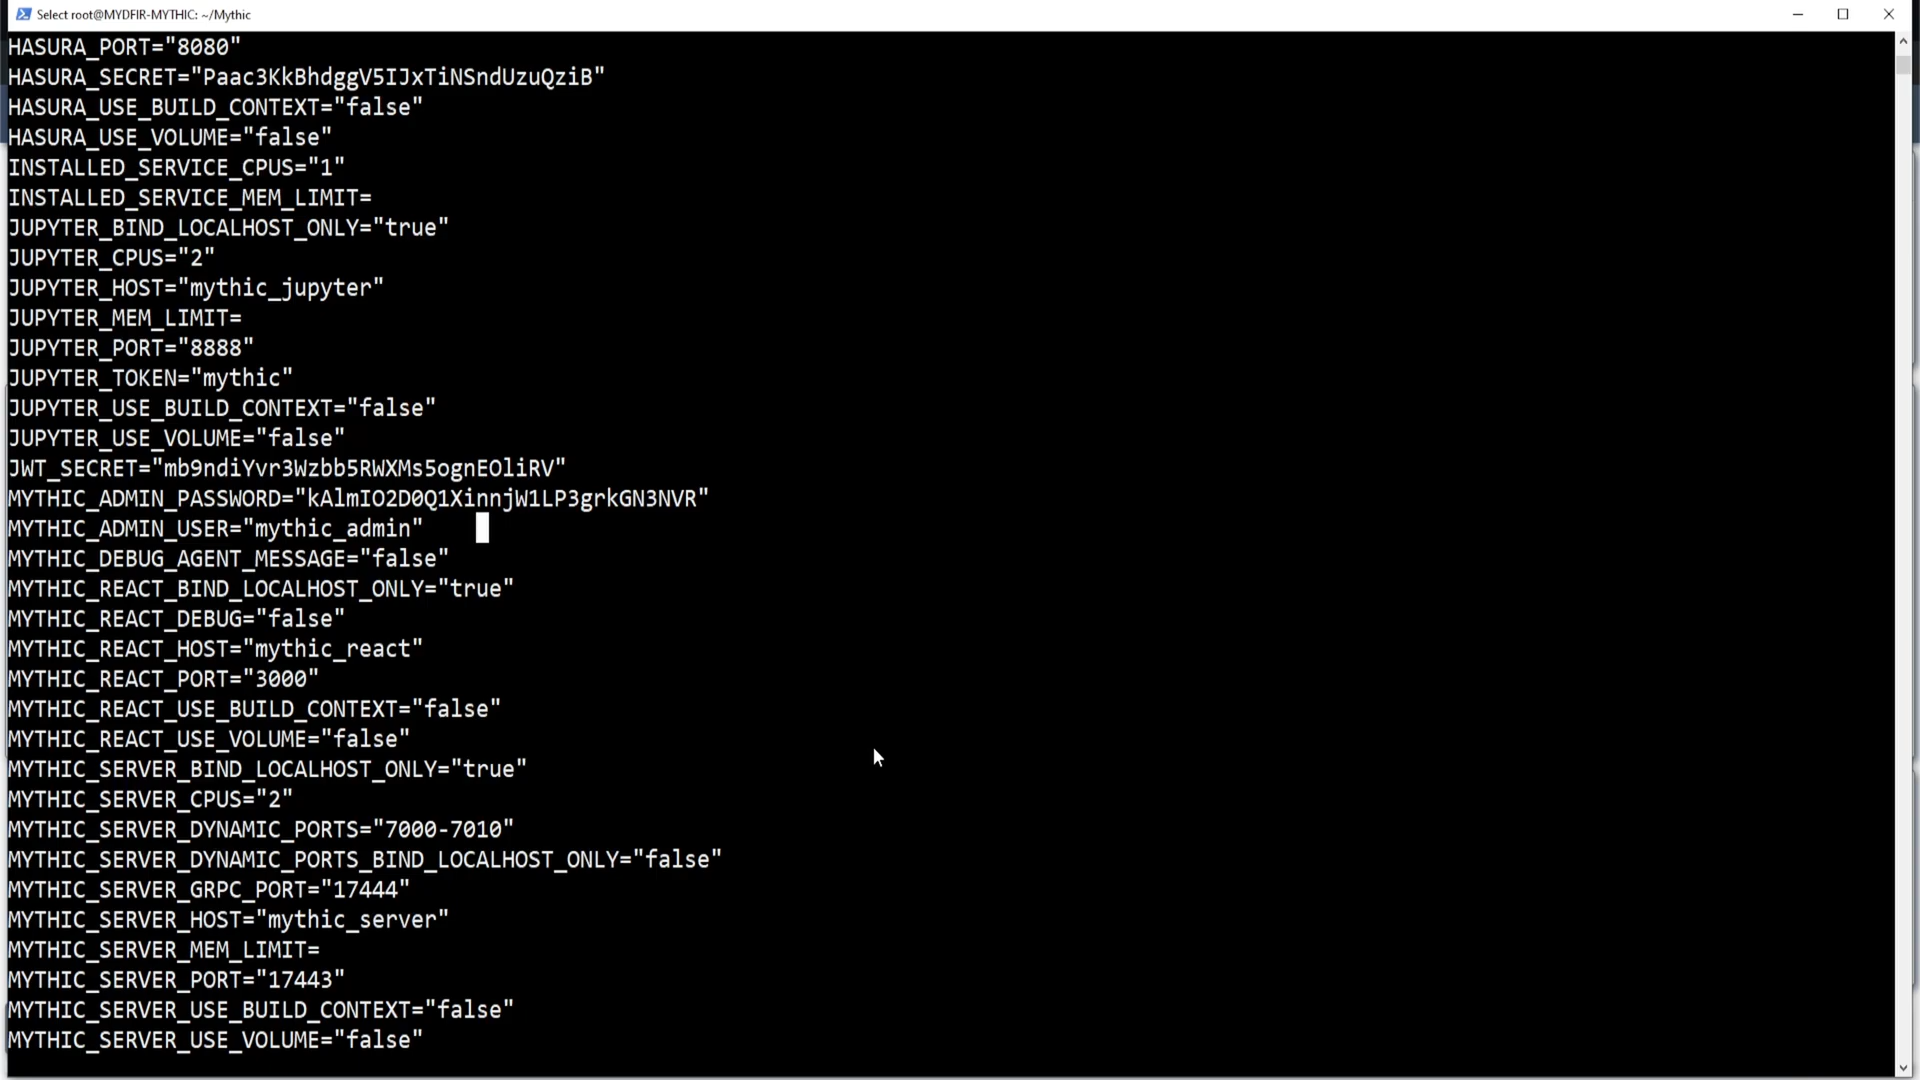 Select root@MYDFIR-MYTHIC: ~/Mythic
HASURA_PORT="8080"
HASURA_SECRET="Paac3KkBhdggV5IJxTiNSndUzuQziB"
HASURA_USE_BUILD_CONTEXT="false"
HASURA_USE_VOLUME="false"
INSTALLED_SERVICE_CPUS="1"
INSTALLED_SERVICE_MEM_LIMIT=
JUPYTER_BIND_LOCALHOST_ONLY="true"
JUPYTER_CPUS="2"
JUPYTER_HOST="mythic_jupyter"
JUPYTER_MEM_LIMIT=
JUPYTER_PORT="8888"
JUPYTER_TOKEN="mythic"
JUPYTER_USE_BUILD_CONTEXT="false"
JUPYTER_USE_VOLUME="false"
JWT_SECRET="mb9ndiYvr3Wzbb5RWXMs5ognEOliRV"
MYTHIC_ADMIN_PASSWORD="kAlmIO2D0Q1XinnjW1LP3grkGN3NVR"
MYTHIC_ADMIN_USER="mythic_admin"
MYTHIC_DEBUG_AGENT_MESSAGE="false"
MYTHIC_REACT_BIND_LOCALHOST_ONLY="true"
MYTHIC_REACT_DEBUG="false"
MYTHIC_REACT_HOST="mythic_react"
MYTHIC_REACT_PORT="3000"
MYTHIC_REACT_USE_BUILD_CONTEXT="false"
MYTHIC_REACT_USE_VOLUME="false"
MYTHIC_SERVER_BIND_LOCALHOST_ONLY="true"
MYTHIC_SERVER_CPUS="2"
MYTHIC_SERVER_DYNAMIC_PORTS="7000-7010"
MYTHIC_SERVER_DYNAMIC_PORTS_BIND_LOCALHOST_ONLY="false"
MYTHIC_SERVER_GRPC_PORT="17444"
MYTHIC_SERVER_HOST="mythic_server"
MYTHIC_SERVER_MEM_LIMIT=
MYTHIC_SERVER_PORT="17443"
MYTHIC_SERVER_USE_BUILD_CONTEXT="false"
MYTHIC_SERVER_USE_VOLUME="false"